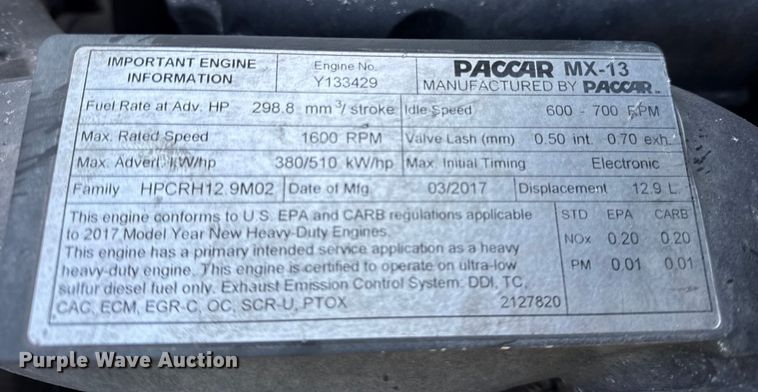 IMPORTANT ENGINE INFORMATION
Engine No.
Y133429
PACCAR MX-13
MANUFACTURED BY PACCAR
Fuel Rate at Adv. HP 298.8 mm³/ stroke Idle Speed 600 - 700 RPM
Max. Rated Speed 1600 RPM Valve Lash (mm) 0.50 int. 0.70 exh.
Max. Advert. kW/hp 380/510 kW/hp Max. Initial Timing Electronic
Family HPCRH12.9M02 Date of Mfg. 03/2017 Displacement 12.9 L
This engine conforms to U.S. EPA and CARB regulations applicable
to 2017 Model Year New Heavy-Duty Engines.
This engine has a primary intended service application as a heavy
heavy-duty engine. This engine is certified to operate on ultra-low
sulfur diesel fuel only. Exhaust Emission Control System: DDI, TC,
CAC, ECM, EGR-C, OC, SCR-U, PTOX
STD EPA CARB
NOx 0.20 0.20
PM 0.01 0.01
2127820
Purple Wave Auction